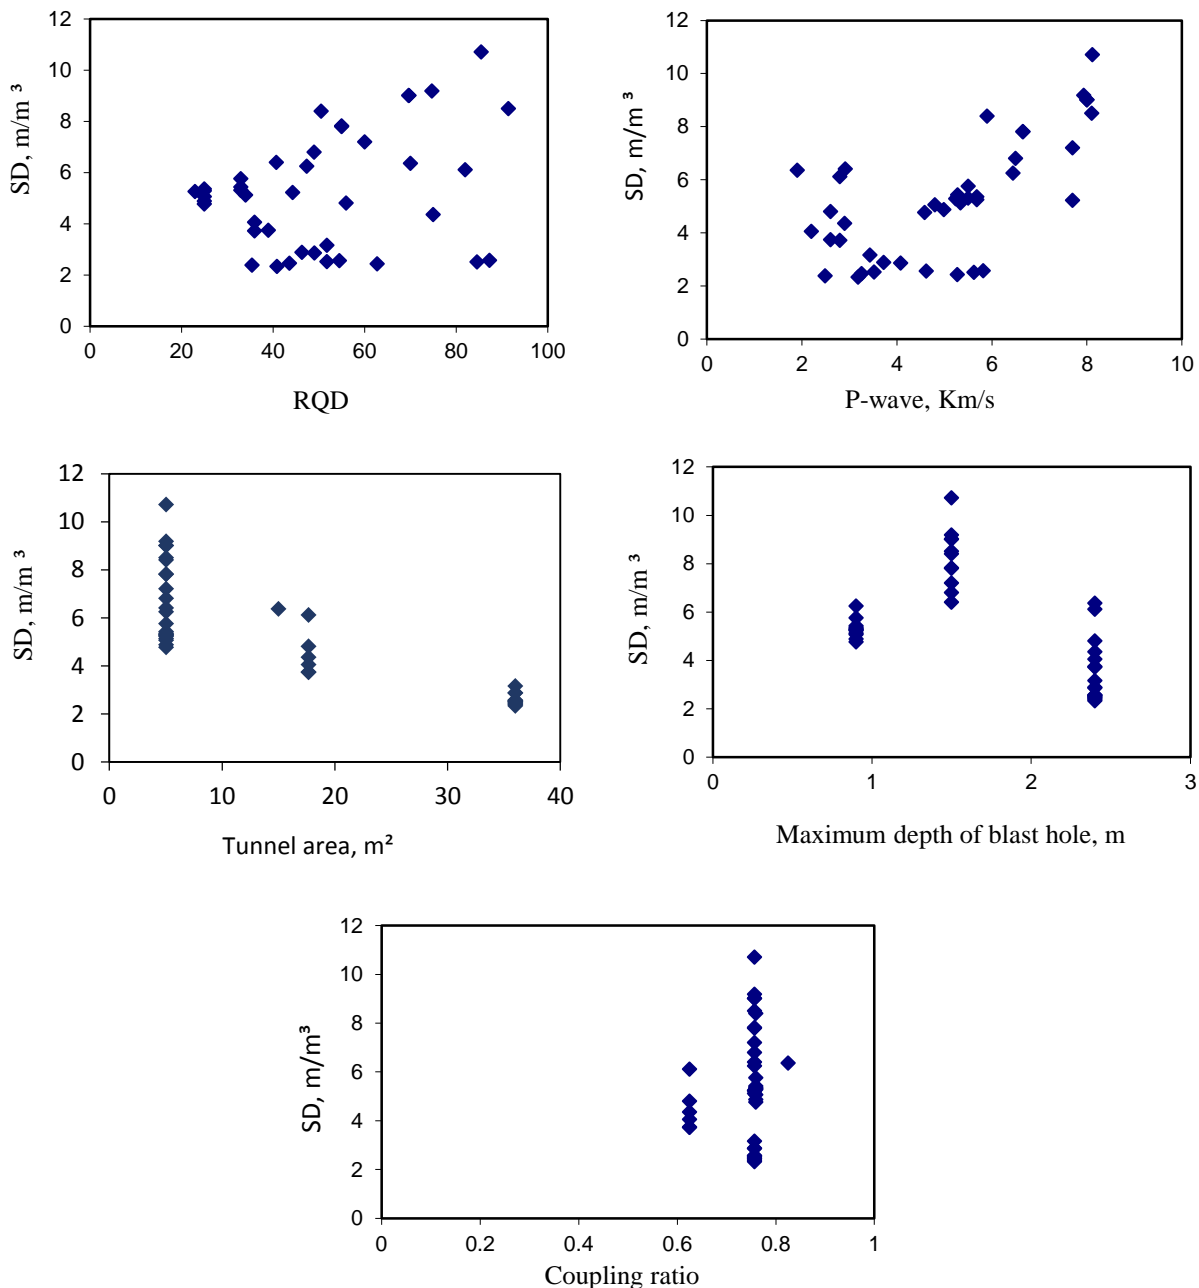 12
10
8
6
4
2
0
SD, m/m ³
0 20 40 60 80 100
RQD
12
10
8
6
4
2
0
SD, m/m ³
0 2 4 6 8 10
P-wave, Km/s
12
10
8
6
4
2
0
SD, m/m ³
0 10 20 30 40
Tunnel area, m²
12
10
8
6
4
2
0
SD, m/m ³
0 1 2 3
Maximum depth of blast hole, m
12
10
8
6
4
2
0
SD, m/m³
0 0.2 0.4 0.6 0.8 1
Coupling ratio